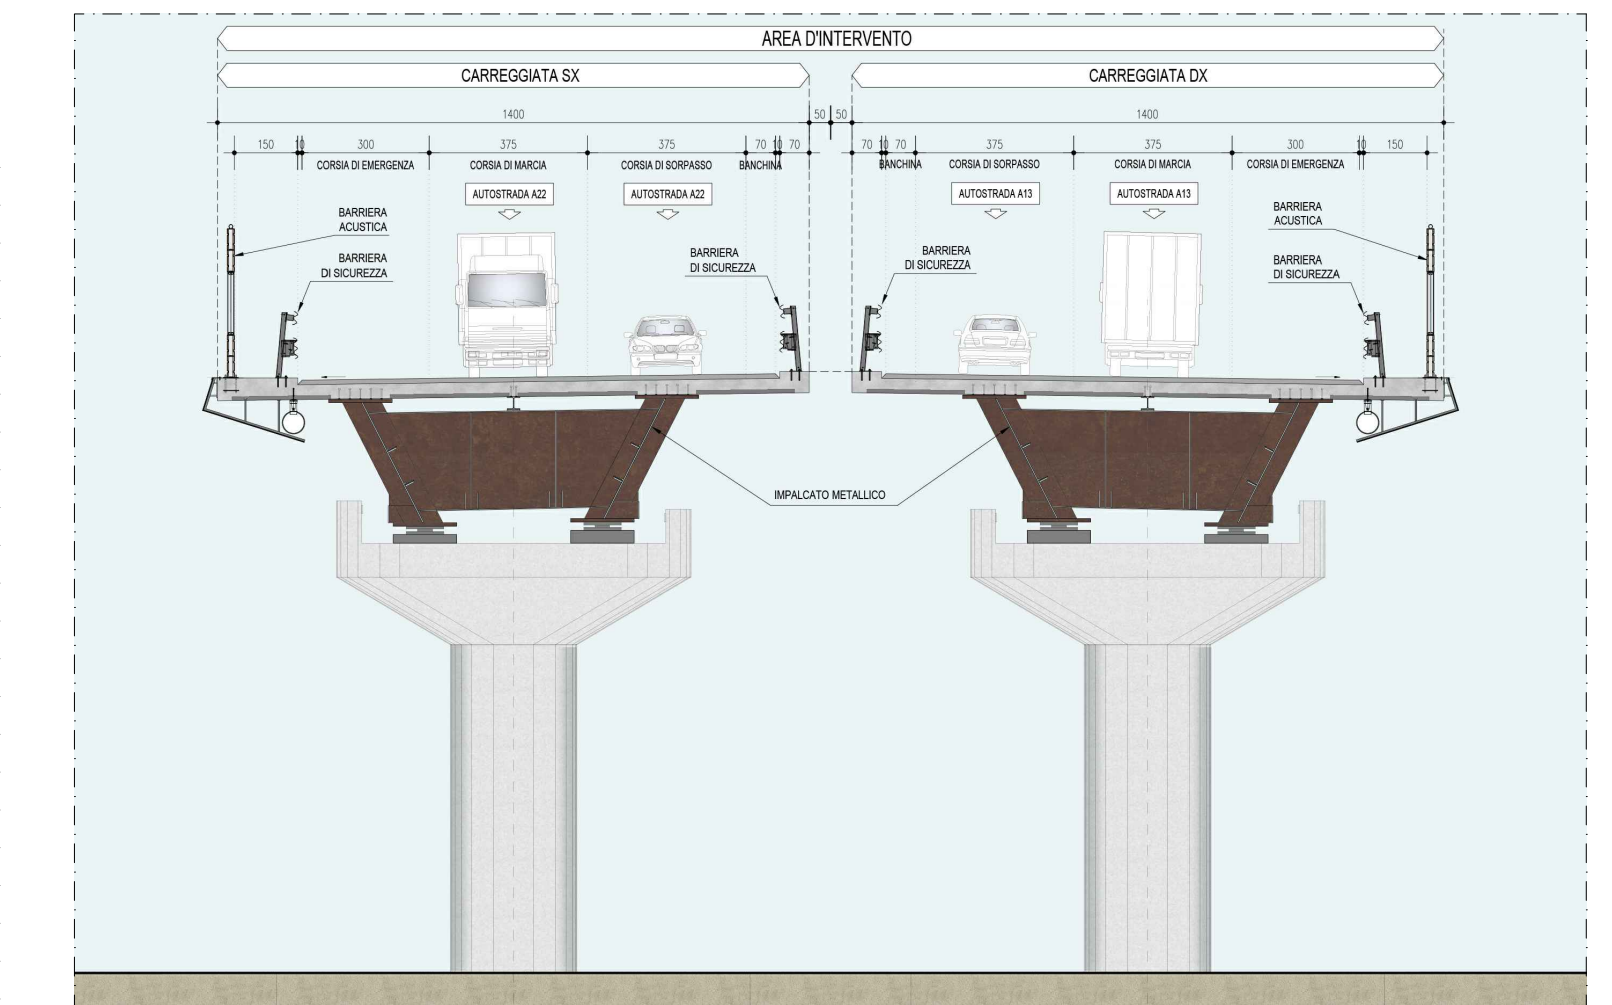 AREA D'INTERVENTO
CARREGGIATA SX
CARREGGIATA DX
1400
50
50
1400
150
10
300
375
375
70
10
70
70
10
70
375
375
300
10
150
CORSIA DI EMERGENZA
CORSIA DI MARCIA
CORSIA DI SORPASSO
BANCHINA
BANCHINA
CORSIA DI SORPASSO
CORSIA DI MARCIA
CORSIA DI EMERGENZA
AUTOSTRADA A22
AUTOSTRADA A22
AUTOSTRADA A13
AUTOSTRADA A13
BARRIERA
ACUSTICA
BARRIERA
DI SICUREZZA
BARRIERA
DI SICUREZZA
BARRIERA
DI SICUREZZA
BARRIERA
ACUSTICA
BARRIERA
DI SICUREZZA
IMPALCATO METALLICO